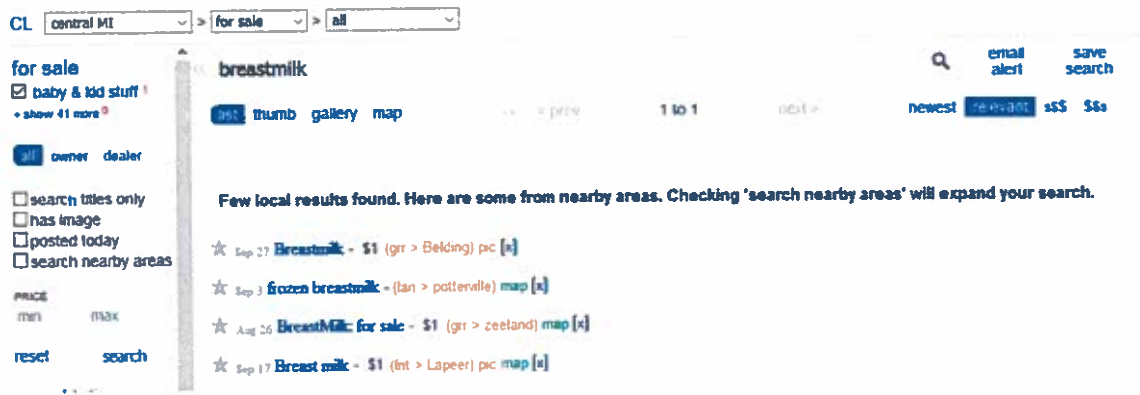 CL central MI > for sale > all
for sale
baby & kid stuff 1
+ show 41 more 0
all owner dealer
search titles only
has image
posted today
search nearby areas
PRICE
min max
reset search
breastmilk
email alert
save search
list thumb gallery map
<< < prev 1 to 1 next >
newest relevant
Few local results found. Here are some from nearby areas. Checking 'search nearby areas' will expand your search.
Sep 27 Breastmilk - $1 (grr > Belding) pic [x]
Sep 3 frozen breastmilk - (lan > potterville) map [x]
Aug 26 BreastMilk for sale - $1 (grr > zeeland) map [x]
Sep 17 Breast milk - $1 (fnt > Lapeer) pic map [x]